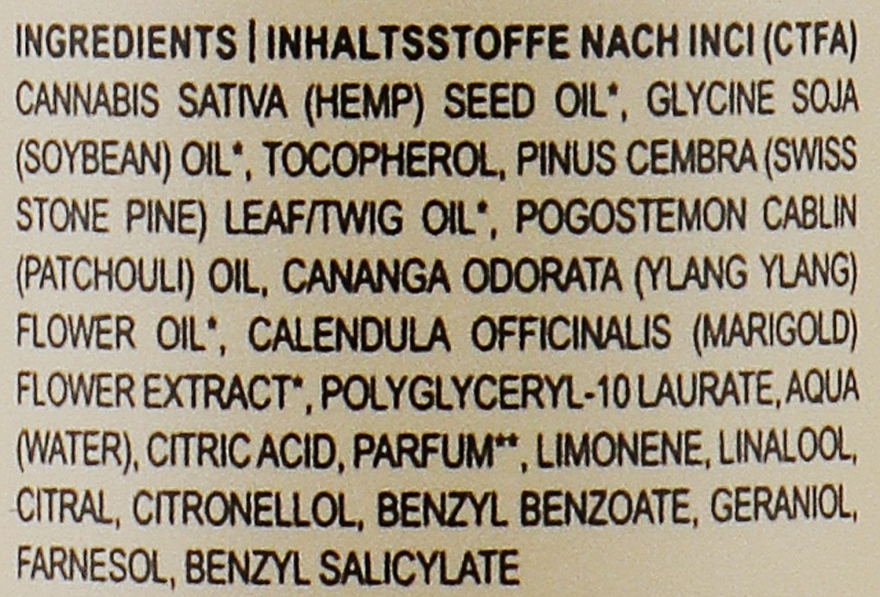 INGREDIENTS | INHALTSSTOFFE NACH INCI (CTFA)
CANNABIS SATIVA (HEMP) SEED OIL*, GLYCINE SOJA
(SOYBEAN) OIL*, TOCOPHEROL, PINUS CEMBRA (SWISS
STONE PINE) LEAF/TWIG OIL*, POGOSTEMON CABLIN
(PATCHOULI) OIL, CANANGA ODORATA (YLANG YLANG)
FLOWER OIL*, CALENDULA OFFICINALIS (MARIGOLD)
FLOWER EXTRACT*, POLYGLYCERYL-10 LAURATE, AQUA
(WATER), CITRIC ACID, PARFUM**, LIMONENE, LINALOOL,
CITRAL, CITRONELLOL, BENZYL BENZOATE, GERANIOL,
FARNESOL, BENZYL SALICYLATE